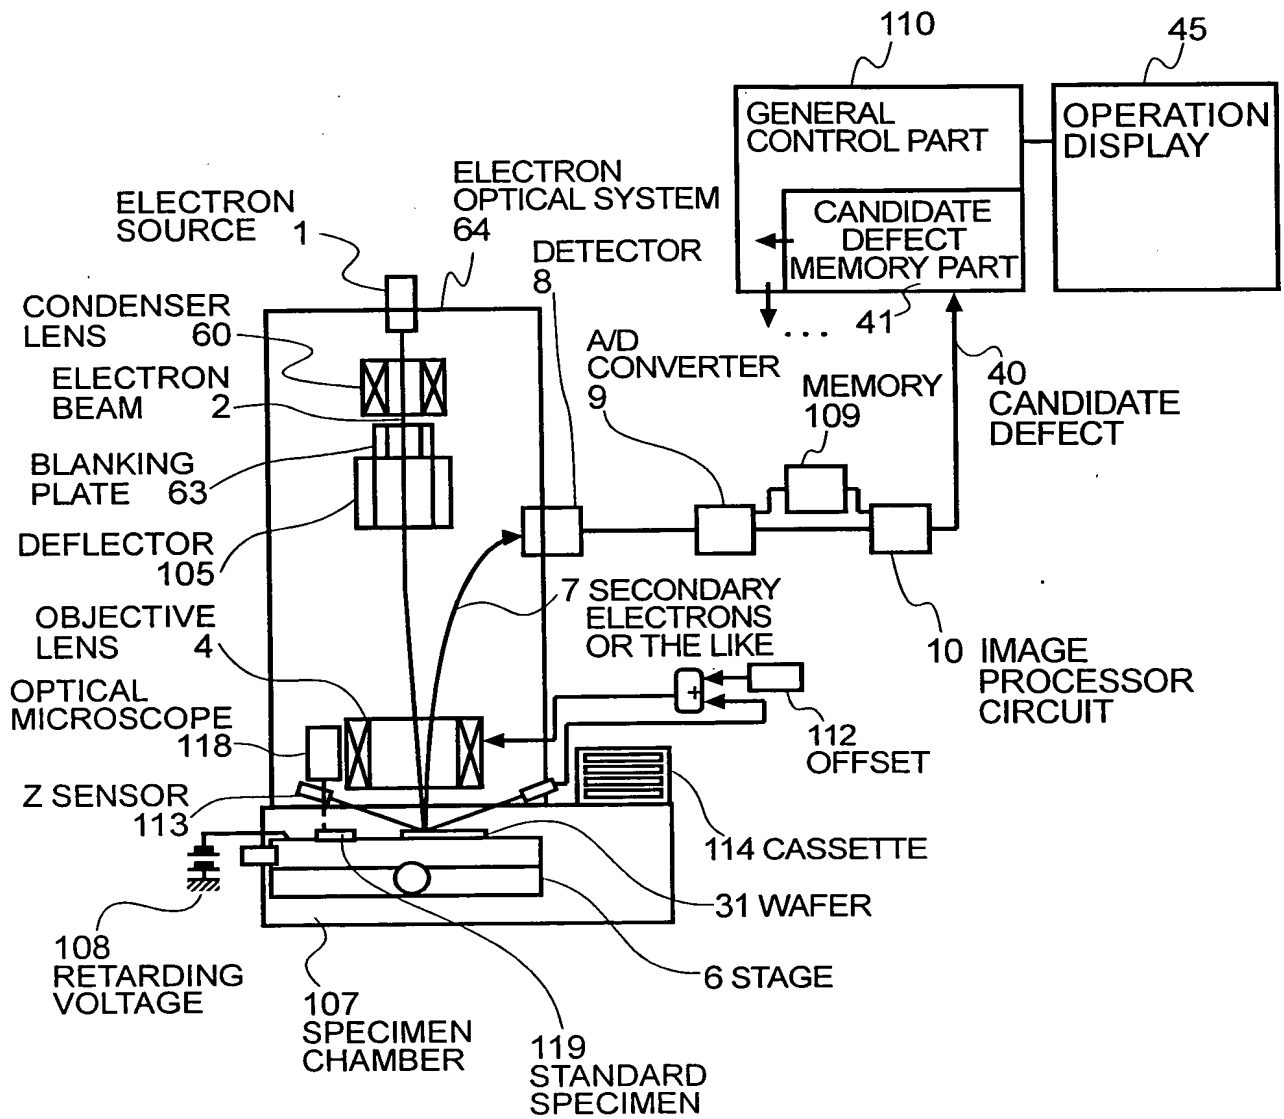 110
45
GENERAL
CONTROL PART
OPERATION
DISPLAY
CANDIDATE
DEFECT
MEMORY PART
41
. . .
40
CANDIDATE
DEFECT
ELECTRON
SOURCE 1
ELECTRON
OPTICAL SYSTEM
64
DETECTOR
8
CONDENSER
LENS
60
A/D
CONVERTER
9
ELECTRON
BEAM 2
MEMORY
109
BLANKING
PLATE 63
DEFLECTOR
105
7 SECONDARY
ELECTRONS
OR THE LIKE
OBJECTIVE
LENS 4
10 IMAGE
PROCESSOR
CIRCUIT
OPTICAL
MICROSCOPE
118
+
112
OFFSET
Z SENSOR
113
114 CASSETTE
31 WAFER
108
RETARDING
VOLTAGE
6 STAGE
107
SPECIMEN
CHAMBER
119
STANDARD
SPECIMEN